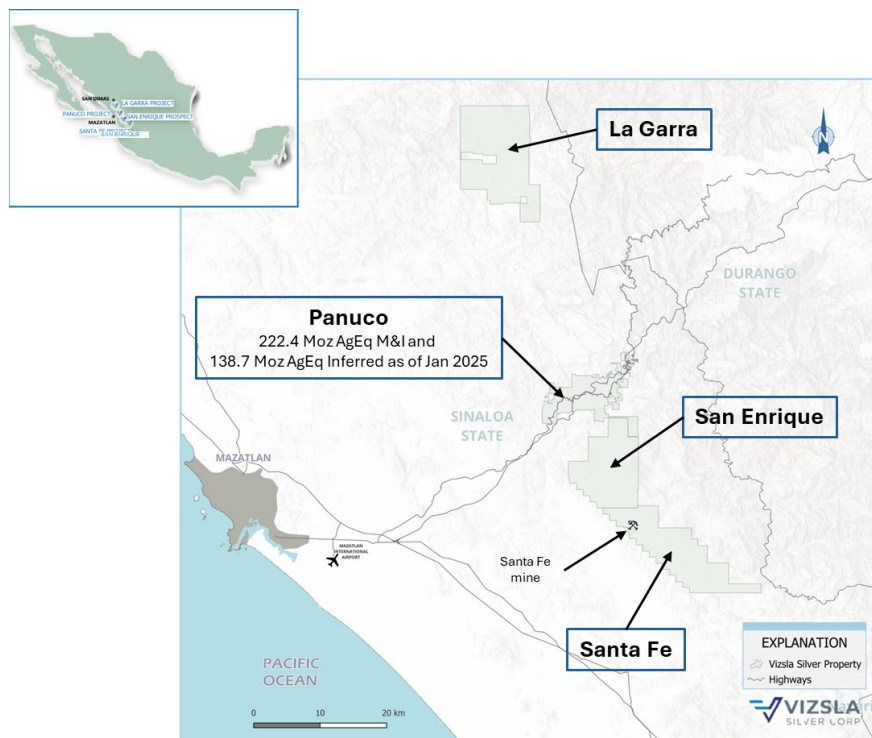 SAN DIMAS
LA GARRA PROJECT
PANUCO PROJECT
SAN ENRIQUE PROSPECT
MAZATLAN
SAN ENRIQUE
La Garra
N
DURANGO
STATE
Panuco
222.4 Moz AgEq M&I and
138.7 Moz AgEq Inferred as of Jan 2025
SINALOA
STATE
San Enrique
MAZATLAN
MAZATLAN
INTERNATIONAL
AIRPORT
Santa Fe
mine
Santa Fe
PACIFIC
OCEAN
0 10 20 km
EXPLANATION
Vizsla Silver Property
Highways
VIZSLA
SILVER CORP